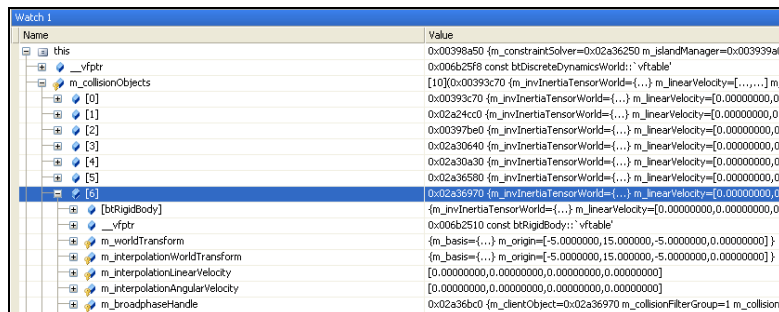 Watch 1
Name Value
this 0x00398a50 {m_constraintSolver=0x02a36250 m_islandManager=0x003939a
__vfptr 0x006b25f8 const btDiscreteDynamicsWorld::`vftable'
m_collisionObjects [10](0x00393c70 {m_invInertiaTensorWorld={...} m_linearVelocity=[...,...] m_
[0] 0x00393c70 {m_invInertiaTensorWorld={...} m_linearVelocity=[0.00000000,0
[1] 0x02a24cc0 {m_invInertiaTensorWorld={...} m_linearVelocity=[0.00000000,0
[2] 0x00397be0 {m_invInertiaTensorWorld={...} m_linearVelocity=[0.00000000,0
[3] 0x02a30640 {m_invInertiaTensorWorld={...} m_linearVelocity=[0.00000000,0
[4] 0x02a30a30 {m_invInertiaTensorWorld={...} m_linearVelocity=[0.00000000,0
[5] 0x02a36580 {m_invInertiaTensorWorld={...} m_linearVelocity=[0.00000000,0
[6] 0x02a36970 {m_invInertiaTensorWorld={...} m_linearVelocity=[0.00000000,0
[btRigidBody] {m_invInertiaTensorWorld={...} m_linearVelocity=[0.00000000,0.0000000
__vfptr 0x006b2510 const btRigidBody::`vftable'
m_worldTransform {m_basis={...} m_origin=[-5.0000000,15.000000,-5.0000000,0.00000000] }
m_interpolationWorldTransform {m_basis={...} m_origin=[-5.0000000,15.000000,-5.0000000,0.00000000] }
m_interpolationLinearVelocity [0.00000000,0.00000000,0.00000000,0.00000000]
m_interpolationAngularVelocity [0.00000000,0.00000000,0.00000000,0.00000000]
m_broadphaseHandle 0x02a36bc0 {m_clientObject=0x02a36970 m_collisionFilterGroup=1 m_collision